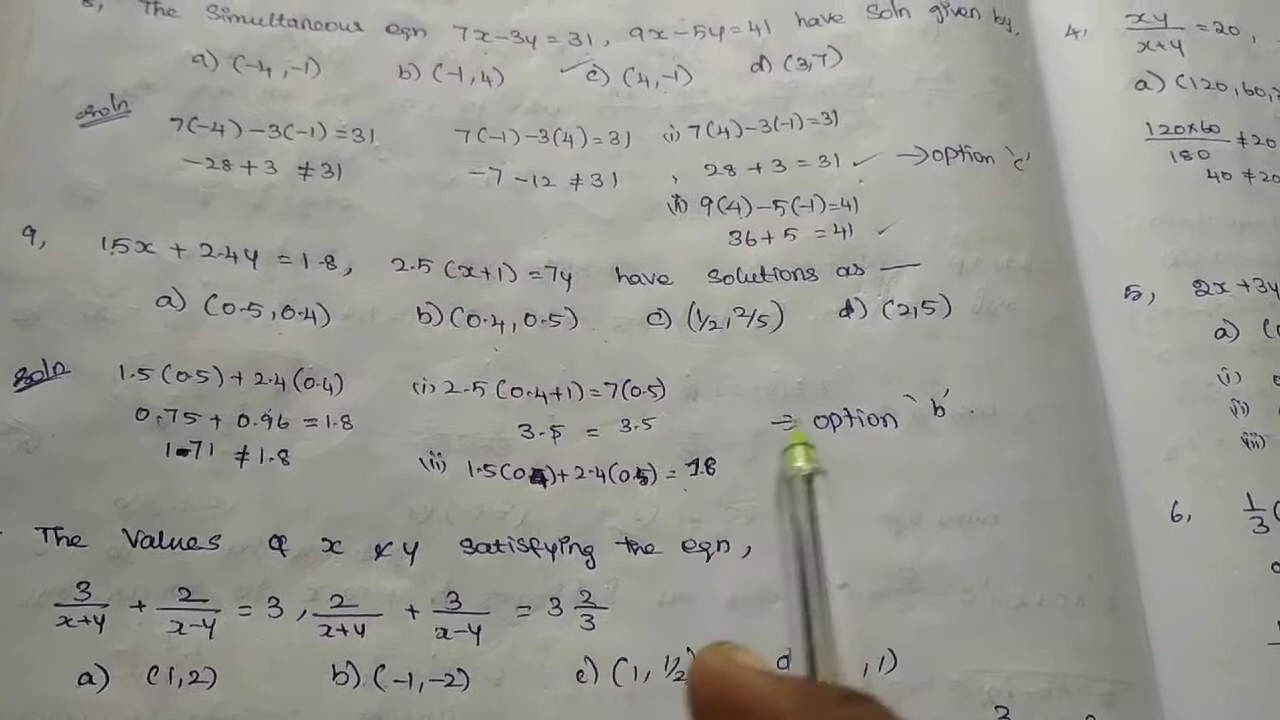 8, The Simultaneous eqn 7x-3y=31, 9x-5y=41 have soln given by,
a) (-4,-1) b) (-1,4) ✓c) (4,-1) d) (3,7)
Soln
7(-4)-3(-1)=31 7(-1)-3(4)=31 (i) 7(4)-3(-1)=31
-28+3 ≠31 -7-12 ≠31, 28+3=31 ✓ →option 'c'
(ii) 9(4)-5(-1)=41
36+5 =41 ✓
9, 1.5x + 2.4y = 1.8, 2.5(x+1)=7y have solutions as —
a) (0.5,0.4) b) (0.4,0.5) c) (1/2,2/5) d) (2,5)
Soln
1.5(0.5)+2.4(0.4) (i) 2.5(0.4+1)=7(0.5)
0.75+0.96=1.8 3.5 = 3.5 ⇒ option 'b'.
1.71 ≠1.8 (ii) 1.5(0.4)+2.4(0.5)=1.8
The Values of x & y satisfying the eqn,
3/(x+y) + 2/(x-y) = 3, 2/(x+y) + 3/(x-y) = 3 2/3
a) (1,2) b) (-1,-2) c) (1,1/2) d ,1)
4, xy/(x+y) =20,
a) (120,60,
120×60/180 ≠20
40 ≠20
5, 2x+3y
a) (
(i)
(ii)
(iii)
6, 1/3(